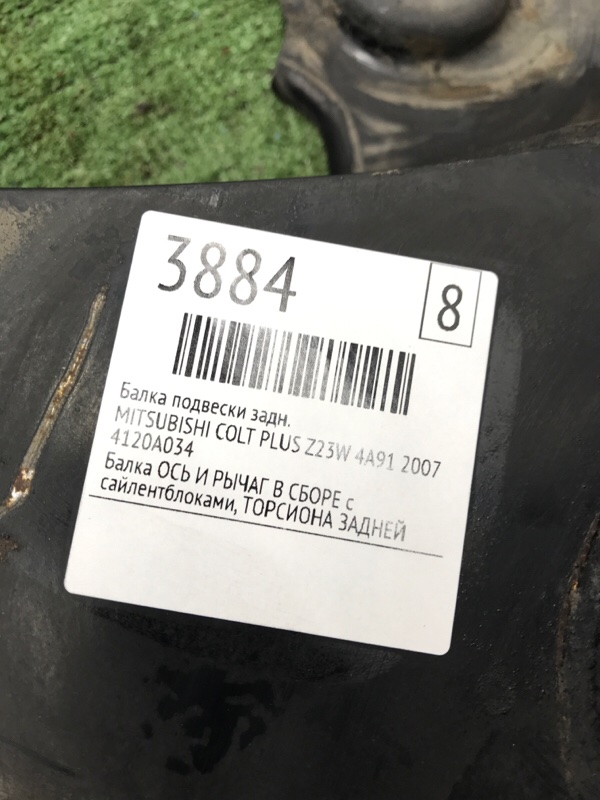 3884
8
Балка подвески задн.
MITSUBISHI COLT PLUS Z23W 4A91 2007
4120A034
Балка ОСЬ И РЫЧАГ В СБОРЕ с
сайлентблоками, ТОРСИОНА ЗАДНЕЙ